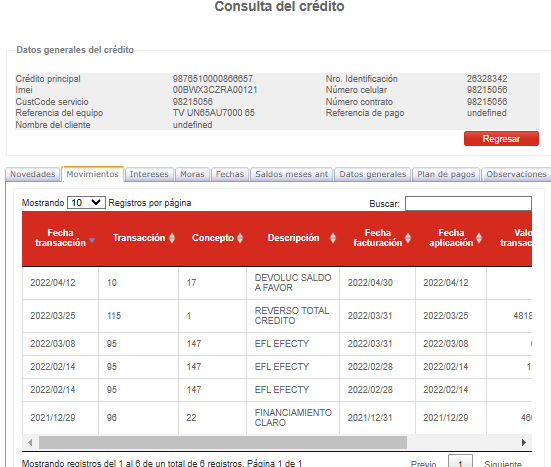 Consulta del crédito
Datos generales del crédito
Crédito principal 9876510000866657 Nro. Identificación 26328342
Imei 00BWX3CZRA00121 Número celular 98215056
CustCode servicio 98215056 Número contrato 98215056
Referencia del equipo TV UN65AU7000 65 Referencia de pago undefined
Nombre del cliente undefined
Regresar
Novedades Movimientos Intereses Moras Fechas Saldos meses ant Datos generales Plan de pagos Observaciones
Mostrando 10 Registros por página Buscar:
Fecha transacción Transacción Concepto Descripción Fecha facturación Fecha aplicación Valo transac
2022/04/12 10 17 DEVOLUC SALDO A FAVOR 2022/04/30 2022/04/12
2022/03/25 115 1 REVERSO TOTAL CREDITO 2022/03/31 2022/03/25 4818
2022/03/08 95 147 EFL EFECTY 2022/03/31 2022/03/08
2022/02/14 95 147 EFL EFECTY 2022/02/28 2022/02/14 1
2022/02/14 95 147 EFL EFECTY 2022/02/28 2022/02/14
2021/12/29 96 22 FINANCIAMIENTO CLARO 2021/12/31 2021/12/29
Mostrando registros del 1 al 6 de un total de 6 registros. Página 1 de 1 Previo 1 Siguiente